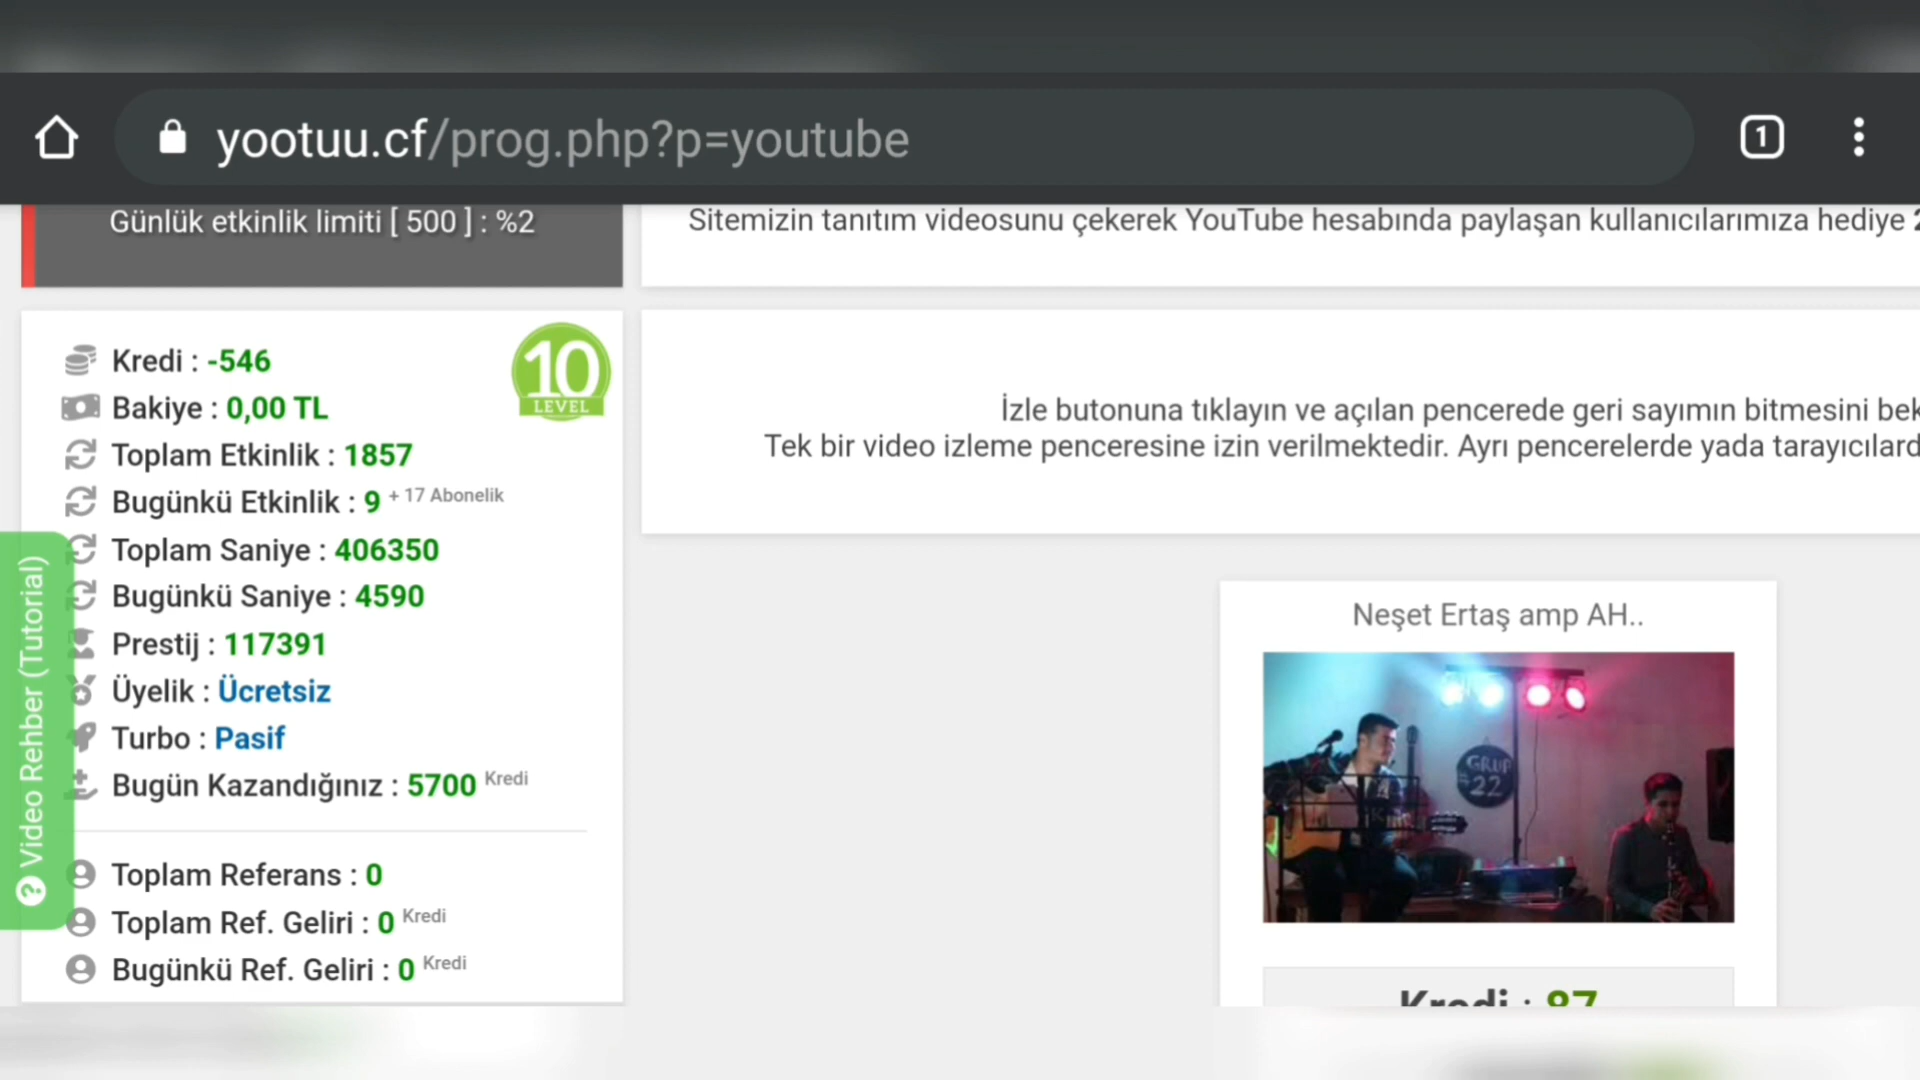 yootuu.cf/prog.php?p=youtube
1
Günlük etkinlik limiti [ 500 ] : %2
Sitemizin tanıtım videosunu çekerek YouTube hesabında paylaşan kullanıcılarımıza hediye
Kredi : -546
Bakiye : 0,00 TL
Toplam Etkinlik : 1857
Bugünkü Etkinlik : 9 + 17 Abonelik
Toplam Saniye : 406350
Bugünkü Saniye : 4590
Prestij : 117391
Üyelik : Ücretsiz
Turbo : Pasif
Bugün Kazandığınız : 5700 Kredi
Toplam Referans : 0
Toplam Ref. Geliri : 0 Kredi
Bugünkü Ref. Geliri : 0 Kredi
10
LEVEL
Video Rehber (Tutorial)
İzle butonuna tıklayın ve açılan pencerede geri sayımın bitmesini bek
Tek bir video izleme penceresine izin verilmektedir. Ayrı pencerelerde yada tarayıcılard
Neşet Ertaş amp AH..
GRUP
22
Kredi : 87